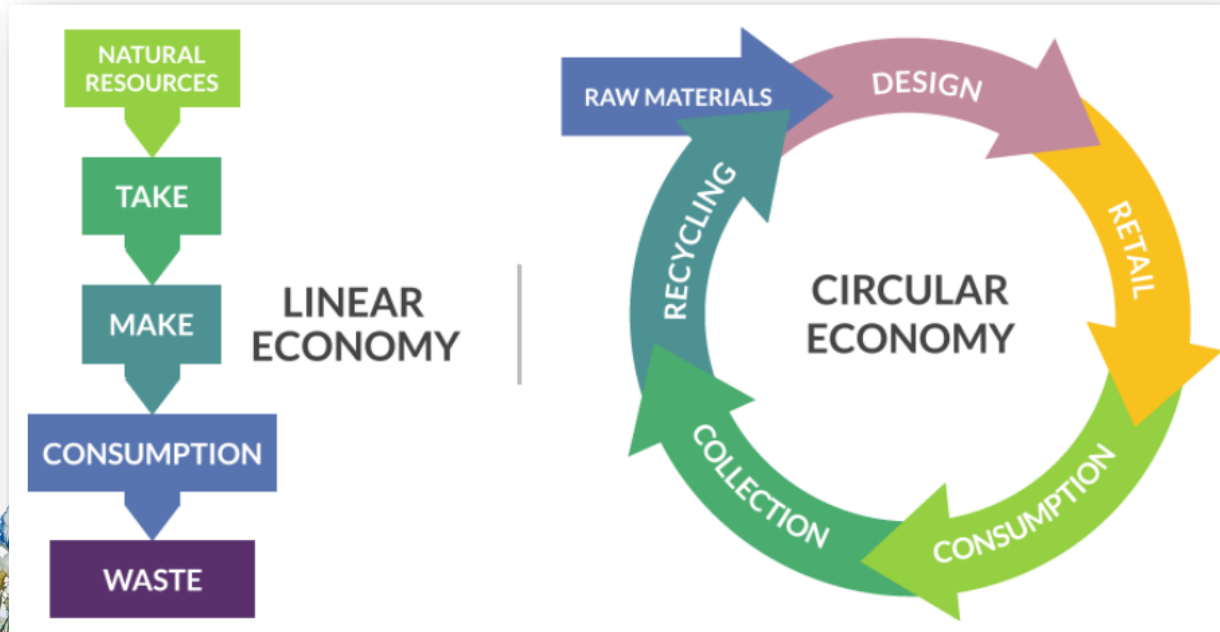 NATURAL
RESOURCES
TAKE
MAKE
CONSUMPTION
WASTE
LINEAR
ECONOMY
RAW MATERIALS
DESIGN
RETAIL
CONSUMPTION
COLLECTION
RECYCLING
CIRCULAR
ECONOMY